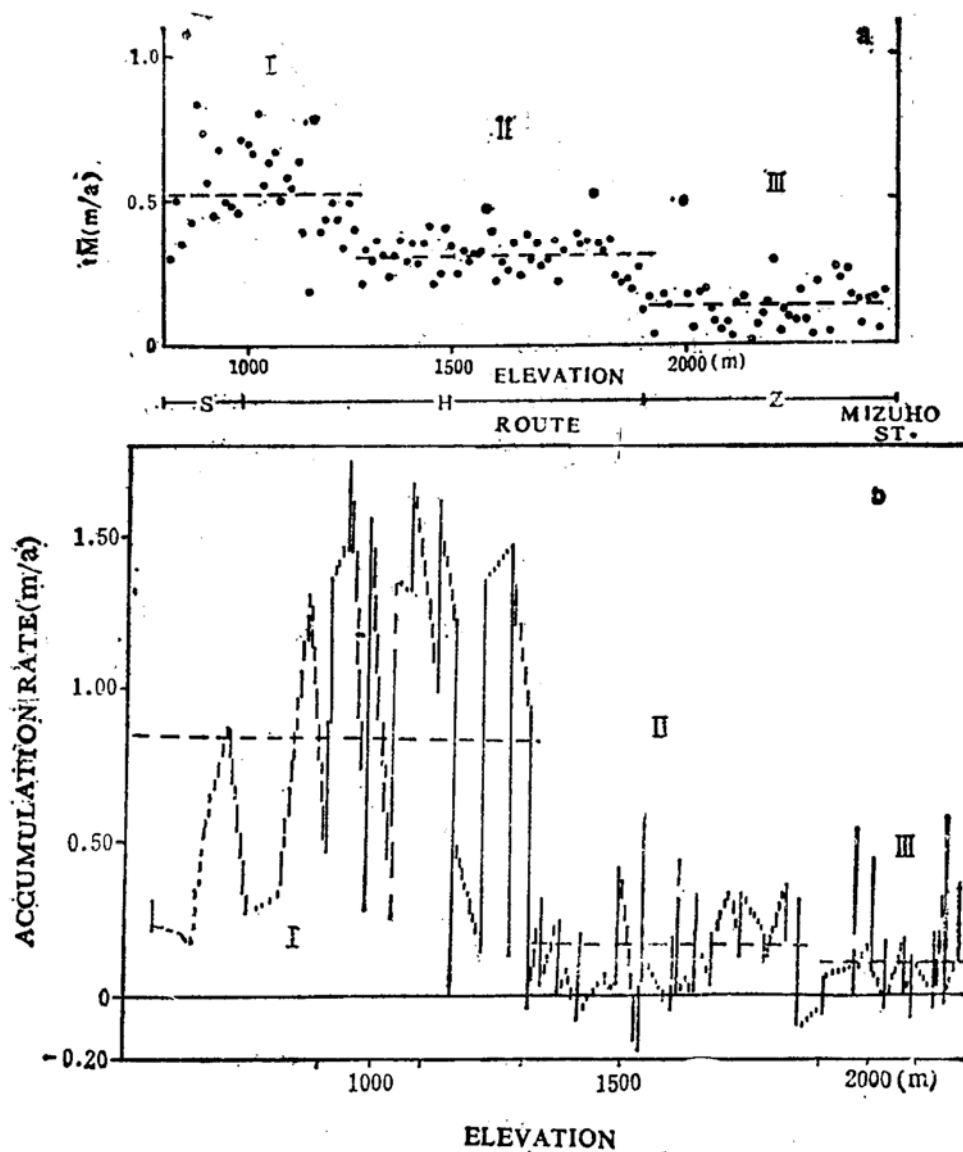 a
1.0
I
II
III
0.5
tM̅(m/a)
0
1000
1500
2000 (m)
ELEVATION
S
H
Z
ROUTE
MIZUHO
ST.
b
1.50
1.00
0.50
0
-0.20
ACCUMULATION RATE(m/a)
I
II
III
1000
1500
2000 (m)
ELEVATION